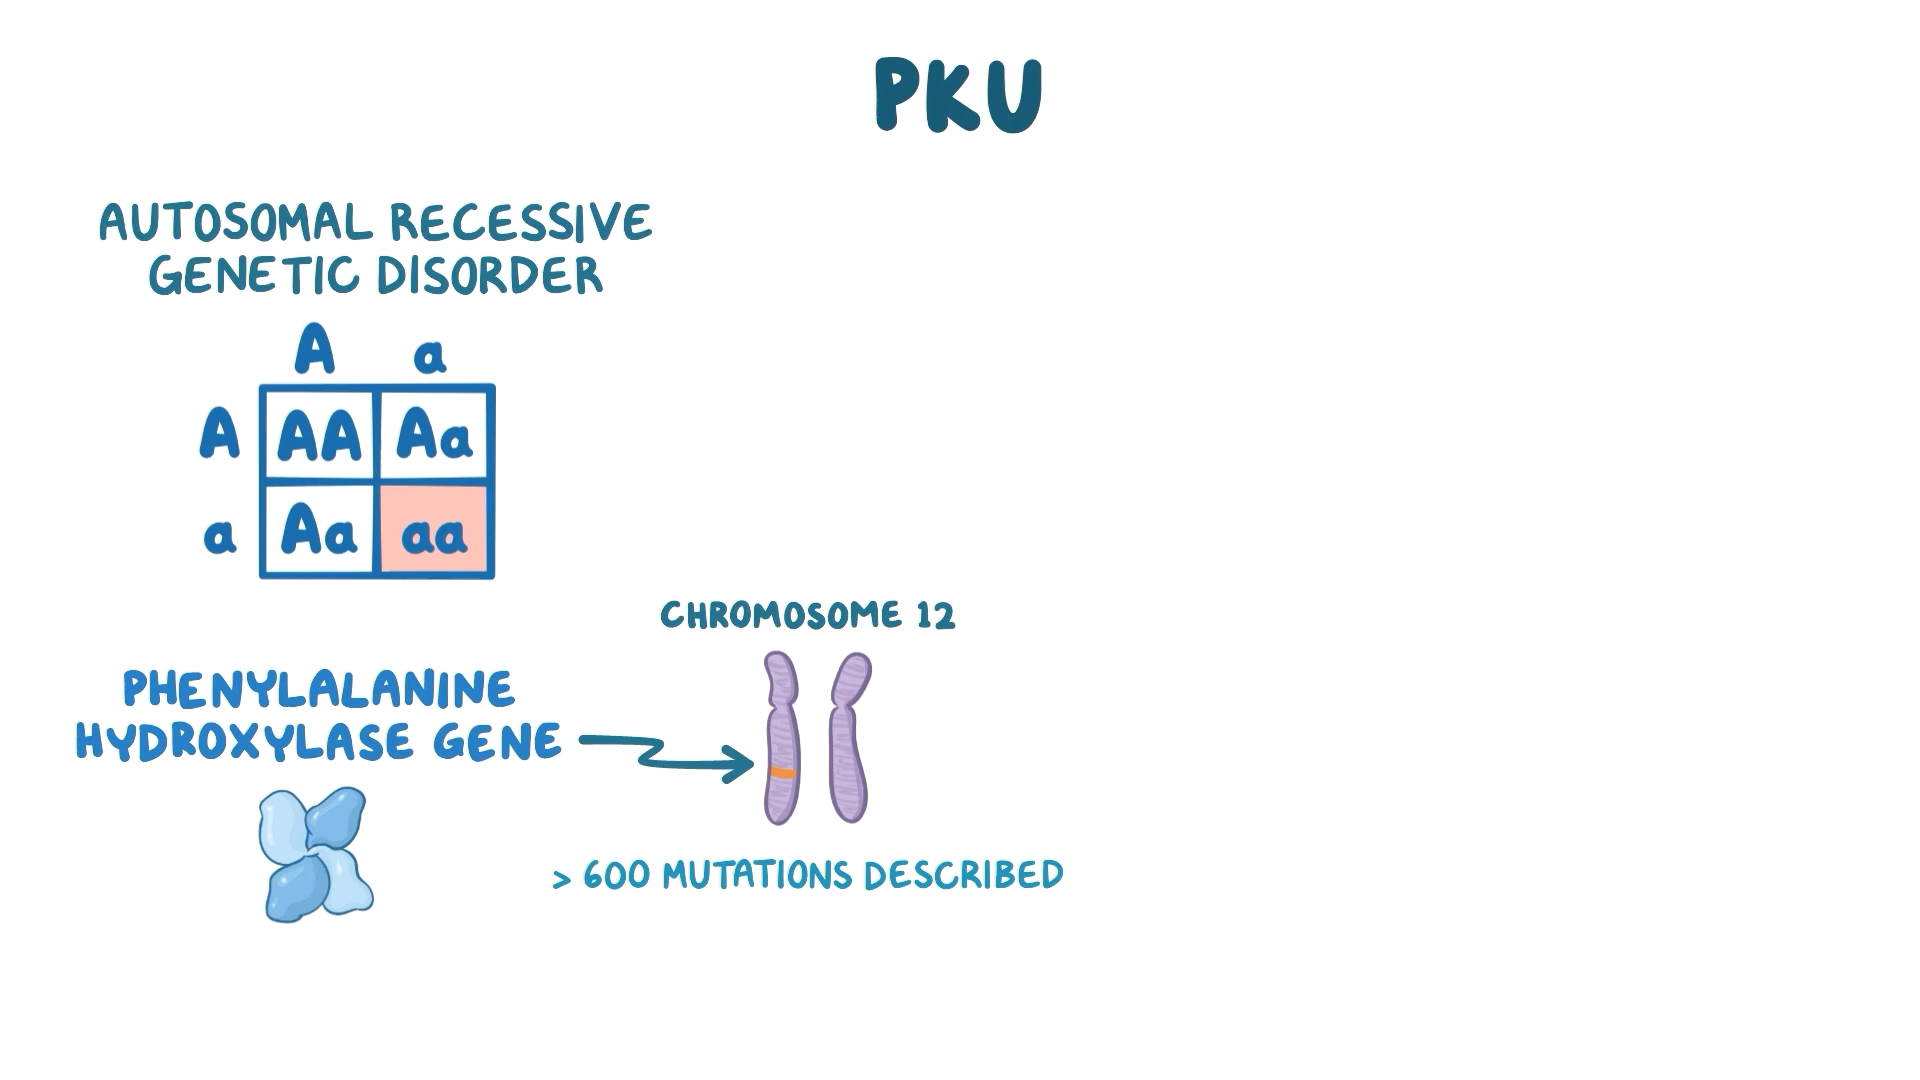 PKU
AUTOSOMAL RECESSIVE
GENETIC DISORDER
A a
A AA Aa
a Aa aa
CHROMOSOME 12
PHENYLALANINE
HYDROXYLASE GENE
> 600 MUTATIONS DESCRIBED